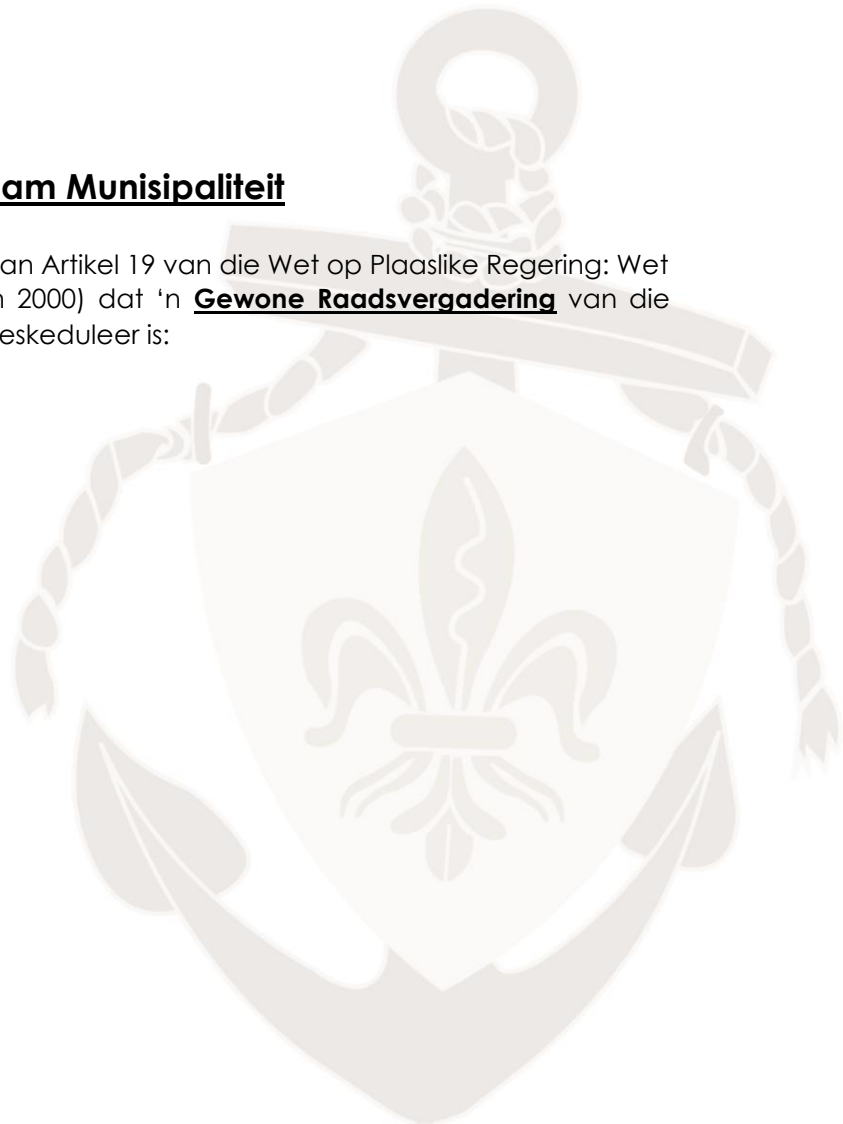 am Munisipaliteit
an Artikel 19 van die Wet op Plaaslike Regering: Wet
2000) dat ‘n Gewone Raadsvergadering van die
eskeduleer is: